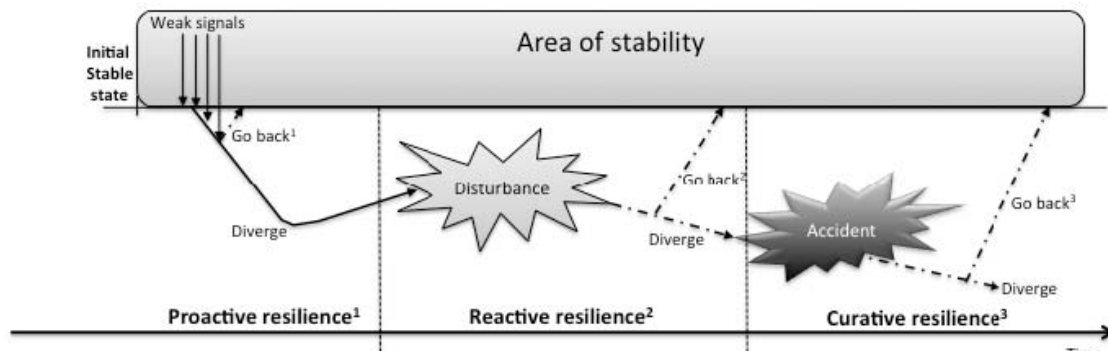 Weak signals
Area of stability
Initial
Stable
state
Go back¹
Disturbance
Go back²
Go back³
Diverge
Diverge
Accident
Diverge
Proactive resilience¹
Reactive resilience²
Curative resilience³